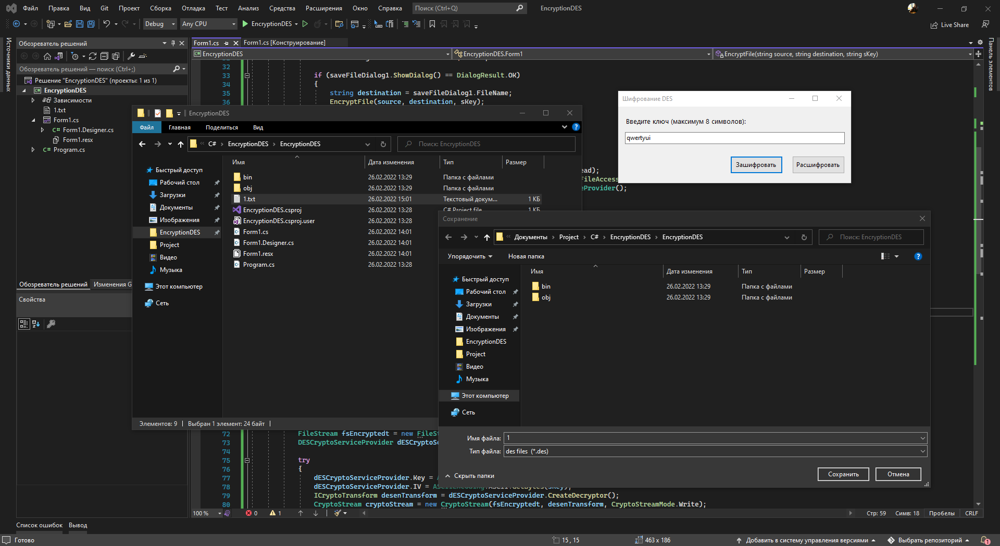 Файл Правка Вид Git Проект Сборка Отладка Тест Анализ Средства Расширения Окно Справка Поиск (Ctrl+Q) EncryptionDES
Debug Any CPU EncryptionDES Live Share
Источники данных
Обозреватель решений
Обозреватель решений — поиск (Ctrl+;)
Решение "EncryptionDES" (проекты: 1 из 1)
EncryptionDES
Зависимости
1.txt
Form1.cs
Form1.Designer.cs
Form1.resx
Program.cs
Обозреватель решений Изменения G
Свойства
Form1.cs Form1.cs [Конструирование]
EncryptionDES EncryptionDES.Form1 EncryptFile(string source, string destination, string sKey)
Панель элементов
32
33 if (saveFileDialog1.ShowDialog() == DialogResult.OK)
34 {
35 string destination = saveFileDialog1.FileName;
36 EncryptFile(source, destination, sKey);
ead);
FileAccess
eProvider();
EncryptionDES
Файл Главная Поделиться Вид
C# EncryptionDES EncryptionDES Поиск: EncryptionDES
Имя Дата изменения Тип Размер
Быстрый доступ
Рабочий стол
Загрузки
Документы
Изображения
EncryptionDES
Project
Видео
Музыка
Этот компьютер
Сеть
bin 26.02.2022 13:29 Папка с файлами
obj 26.02.2022 13:29 Папка с файлами
1.txt 26.02.2022 15:01 Текстовый докум... 1 КБ
EncryptionDES.csproj 26.02.2022 13:28 C# Project file 1 КБ
EncryptionDES.csproj.user 26.02.2022 13:28
Form1.cs 26.02.2022 14:01
Form1.Designer.cs 26.02.2022 14:01
Form1.resx 26.02.2022 14:01
Program.cs 26.02.2022 13:28
Элементов: 9 Выбран 1 элемент: 24 байт
Шифрование DES
Введите ключ (максимум 8 символов):
qwertyui
Зашифровать Расшифровать
Сохранение
Документы Project C# EncryptionDES EncryptionDES Поиск: EncryptionDES
Упорядочить Новая папка
Имя Дата изменения Тип Размер
Быстрый доступ
Рабочий стол
Загрузки
Документы
Изображения
EncryptionDES
Project
Видео
Музыка
Этот компьютер
Сеть
bin 26.02.2022 13:29 Папка с файлами
obj 26.02.2022 13:29 Папка с файлами
Имя файла: 1
Тип файла: des files (*.des)
Скрыть папки Сохранить Отмена
72 FileStream fsEncryptedt = new FileSt
73 DESCryptoServiceProvider dESCryptoSe
74
75 try
76 {
77 dESCryptoServiceProvider.Key = A
78 dESCryptoServiceProvider.IV = ASCIIEncoding.ASCII.GetBytes(sKey);
79 ICryptoTransform desenTransform = dESCryptoServiceProvider.CreateDecryptor();
80 CryptoStream cryptoStream = new CryptoStream(fsEncryptedt, desenTransform, CryptoStreamMode.Write);
100 % 0 1 Стр: 59 Симв: 18 Пробелы CRLF
Список ошибок Вывод
Готово 15 , 15 463 x 186 Добавить в систему управления версиями Выбрать репозиторий 1